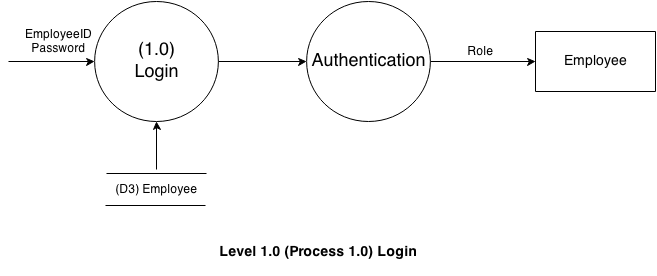 EmployeeID
Password
(1.0)
Login
Authentication
Role
Employee
(D3) Employee
Level 1.0 (Process 1.0) Login